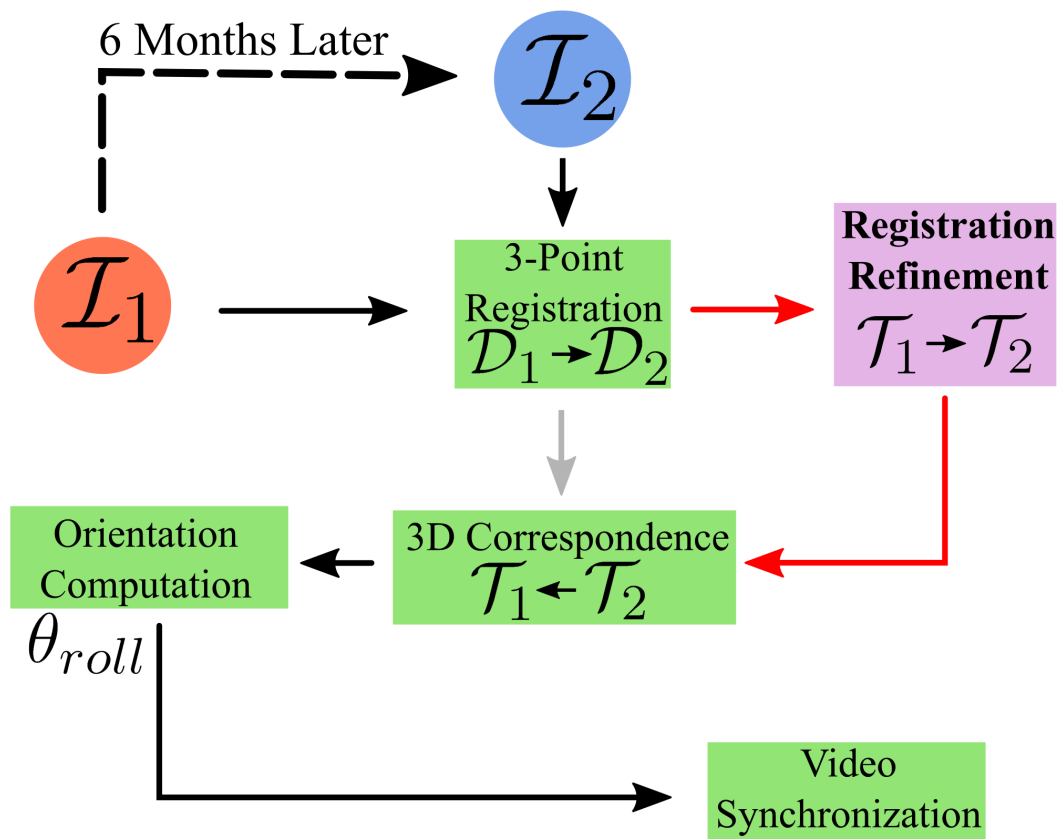 6 Months Later
ℐ₂
ℐ₁
3-Point
Registration
𝒟₁ → 𝒟₂
Registration
Refinement
𝒯₁ → 𝒯₂
Orientation
Computation
θ_roll
3D Correspondence
𝒯₁ ← 𝒯₂
Video
Synchronization